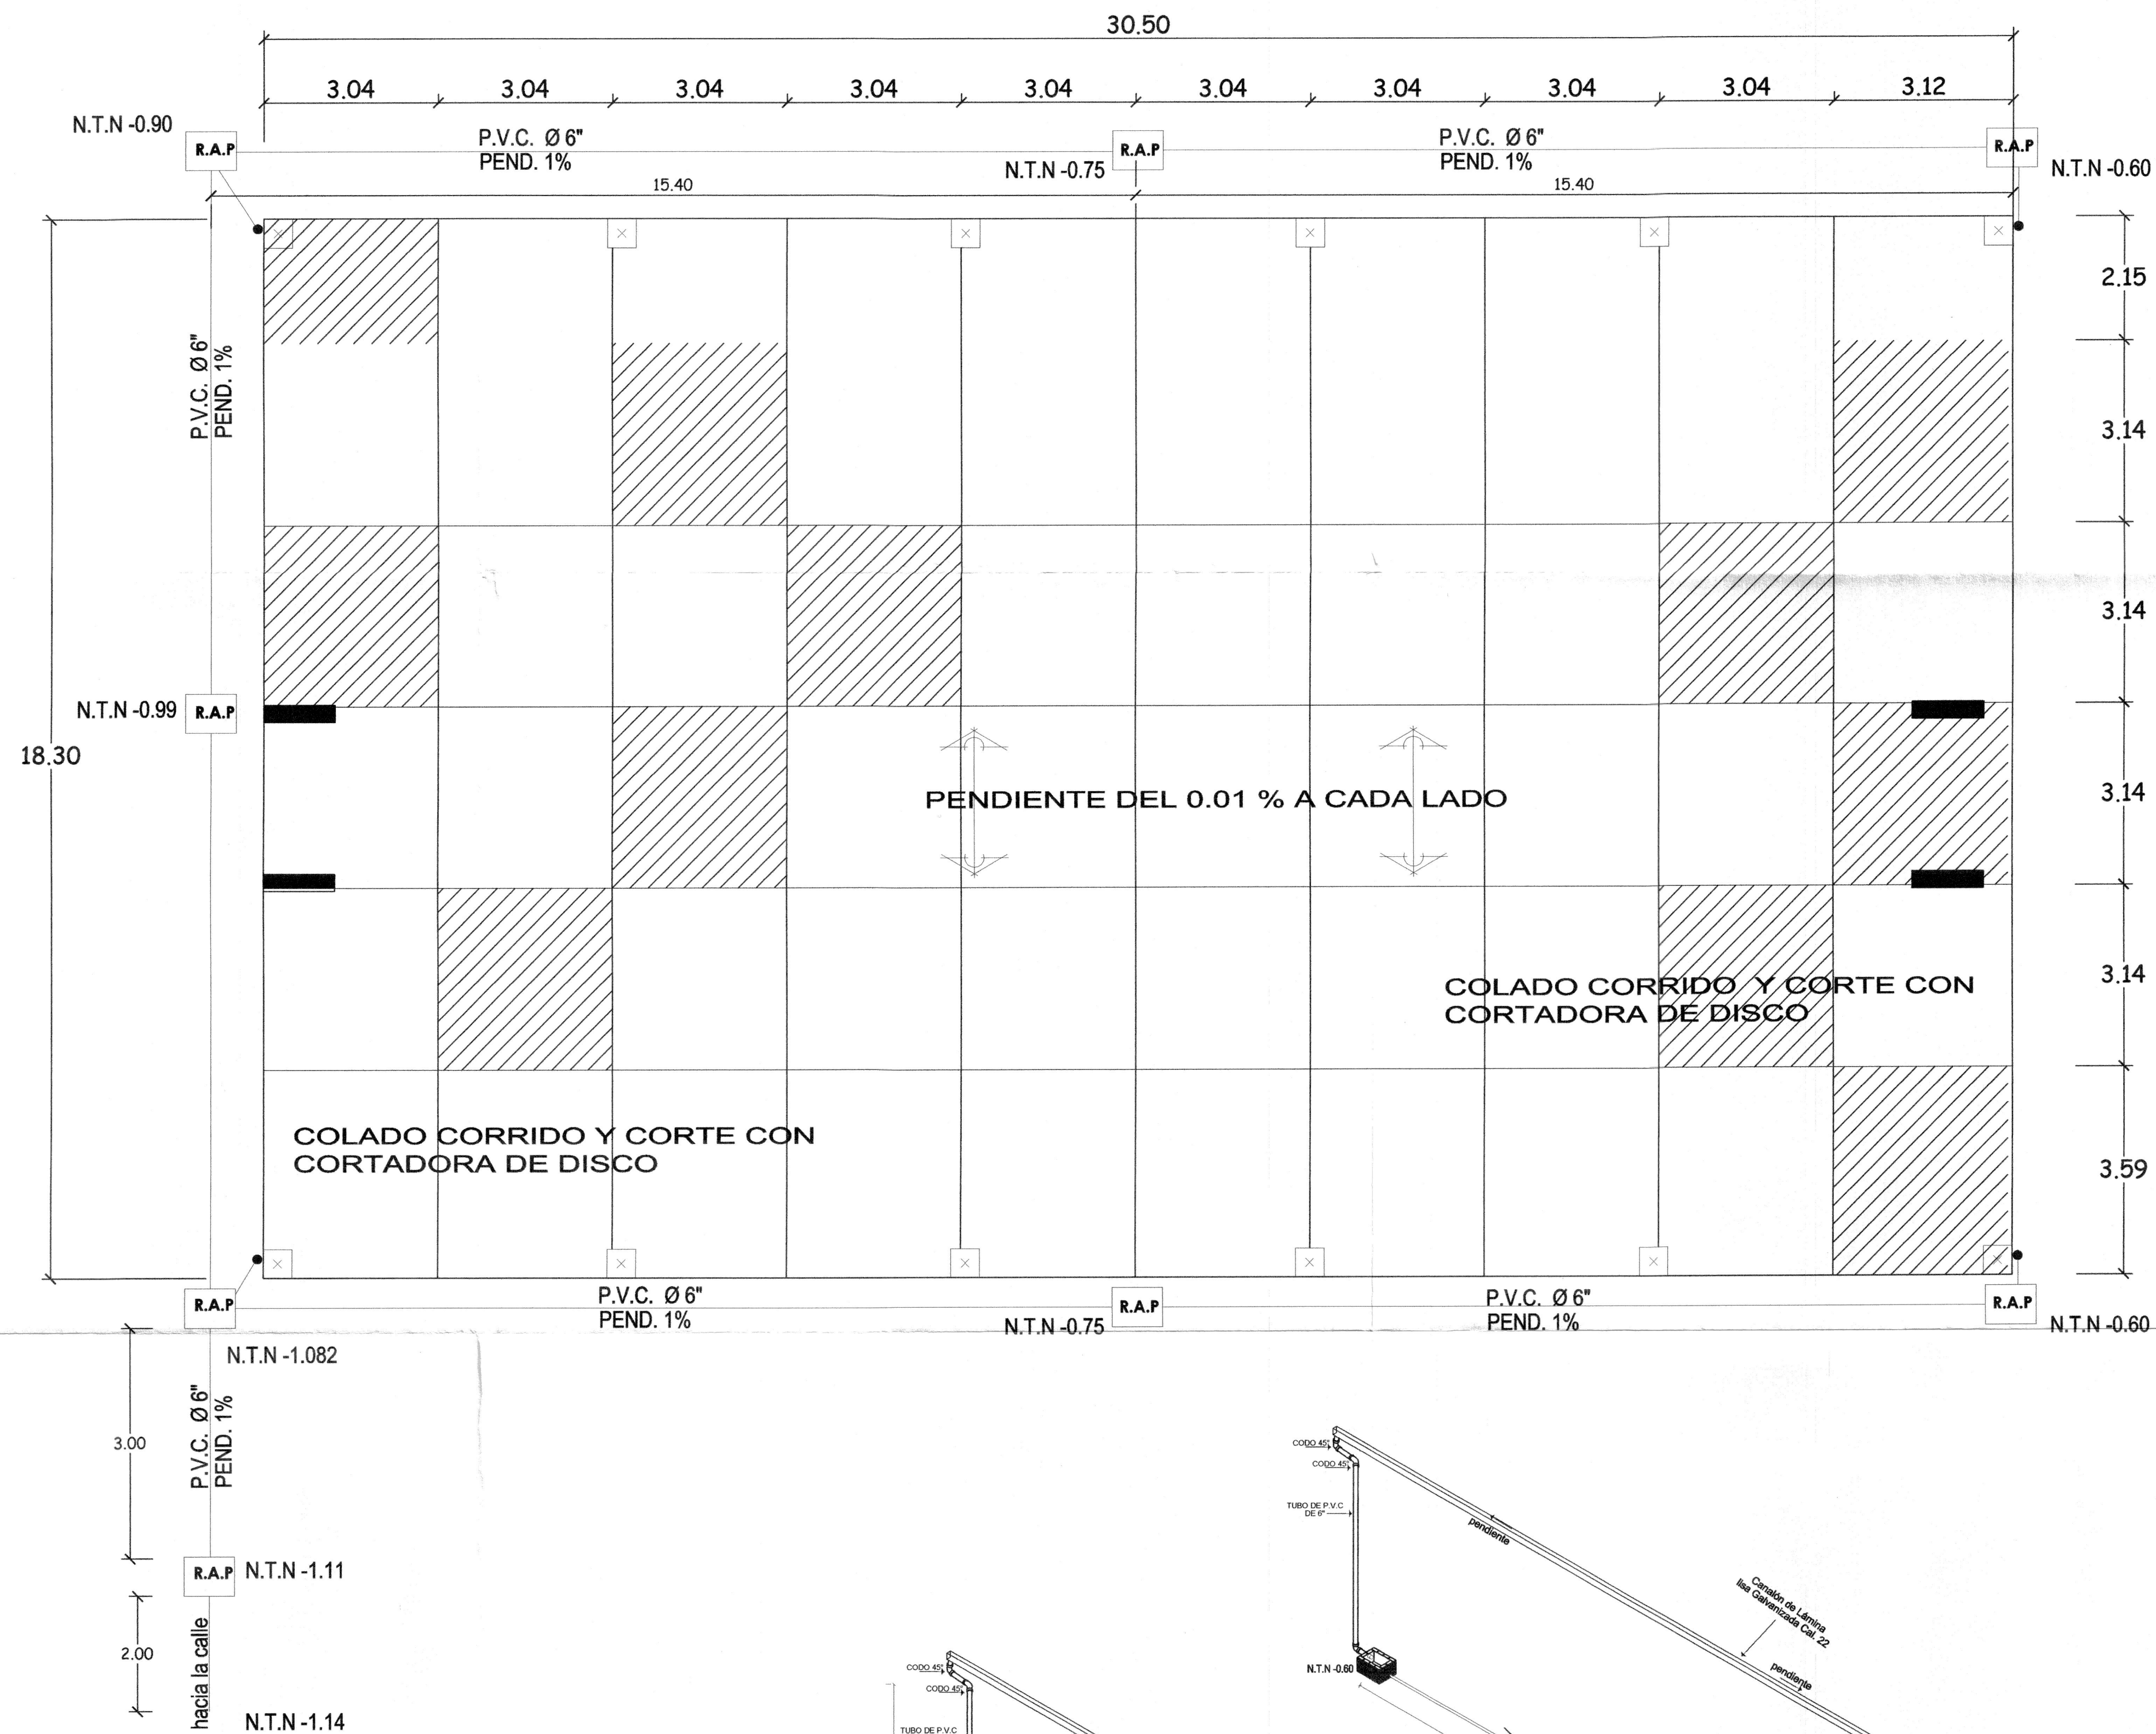 30.50
3.04 3.04 3.04 3.04 3.04 3.04 3.04 3.04 3.04 3.12
N.T.N -0.90
R.A.P
P.V.C. Ø 6"
PEND. 1%
N.T.N -0.75
R.A.P
P.V.C. Ø 6"
PEND. 1%
R.A.P
N.T.N -0.60
15.40
15.40
2.15
P.V.C. Ø 6"
PEND. 1%
3.14
3.14
N.T.N -0.99
R.A.P
18.30
PENDIENTE DEL 0.01 % A CADA LADO
3.14
COLADO CORRIDO Y CORTE CON
CORTADORA DE DISCO
3.14
COLADO CORRIDO Y CORTE CON
CORTADORA DE DISCO
3.59
R.A.P
P.V.C. Ø 6"
PEND. 1%
N.T.N -0.75
R.A.P
P.V.C. Ø 6"
PEND. 1%
R.A.P
N.T.N -0.60
N.T.N -1.082
3.00
P.V.C. Ø 6"
PEND. 1%
R.A.P
N.T.N -1.11
2.00
hacia la calle
N.T.N -1.14
CODO 45°
CODO 45°
TUBO DE P.V.C
DE 6"
pendiente
Canalón de Lámina
lisa Galvanizada Cal. 22
pendiente
N.T.N -0.60
CODO 45°
CODO 45°
TUBO DE P.V.C